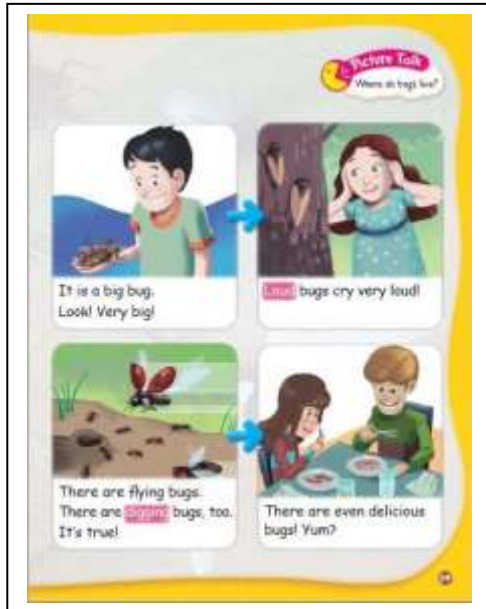 Picture Talk
Where do bugs live?
It is a big bug.
Look! Very big!
Loud bugs cry very loud!
There are flying bugs.
There are digging bugs, too.
It's true!
There are even delicious
bugs! Yum?